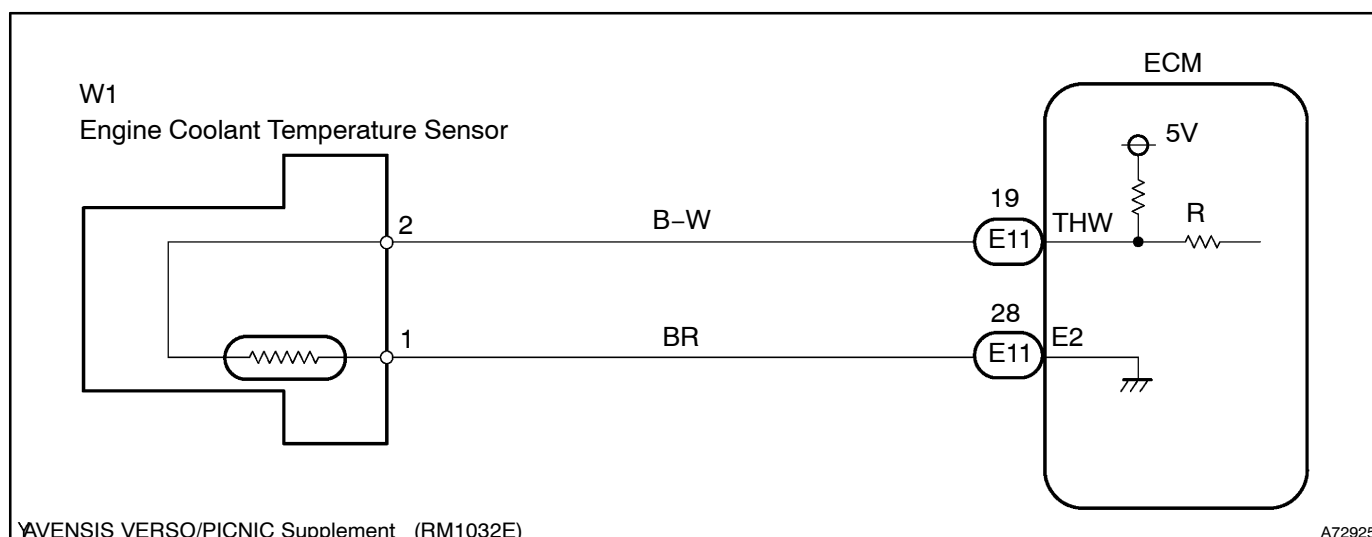 ECM
W1
Engine Coolant Temperature Sensor
5V
2
B−W
19
E11
THW
R
1
BR
28
E11
E2
AVENSIS VERSO/PICNIC Supplement (RM1032E)
A72925